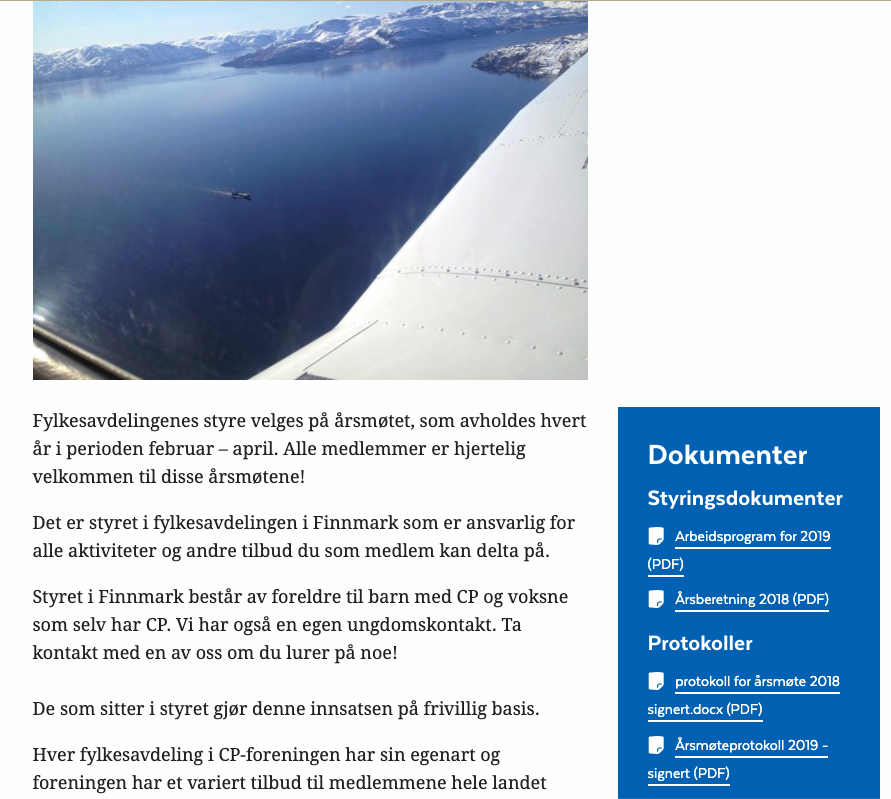 Fylkesavdelingenes styre velges på årsmøtet, som avholdes hvert
år i perioden februar – april. Alle medlemmer er hjertelig
velkommen til disse årsmøtene!
Det er styret i fylkesavdelingen i Finnmark som er ansvarlig for
alle aktiviteter og andre tilbud du som medlem kan delta på.
Styret i Finnmark består av foreldre til barn med CP og voksne
som selv har CP. Vi har også en egen ungdomskontakt. Ta
kontakt med en av oss om du lurer på noe!
De som sitter i styret gjør denne innsatsen på frivillig basis.
Hver fylkesavdeling i CP-foreningen har sin egenart og
foreningen har et variert tilbud til medlemmene hele landet
Dokumenter
Styringsdokumenter
Arbeidsprogram for 2019
(PDF)
Årsberetning 2018 (PDF)
Protokoller
protokoll for årsmøte 2018
signert.docx (PDF)
Årsmøteprotokoll 2019 -
signert (PDF)